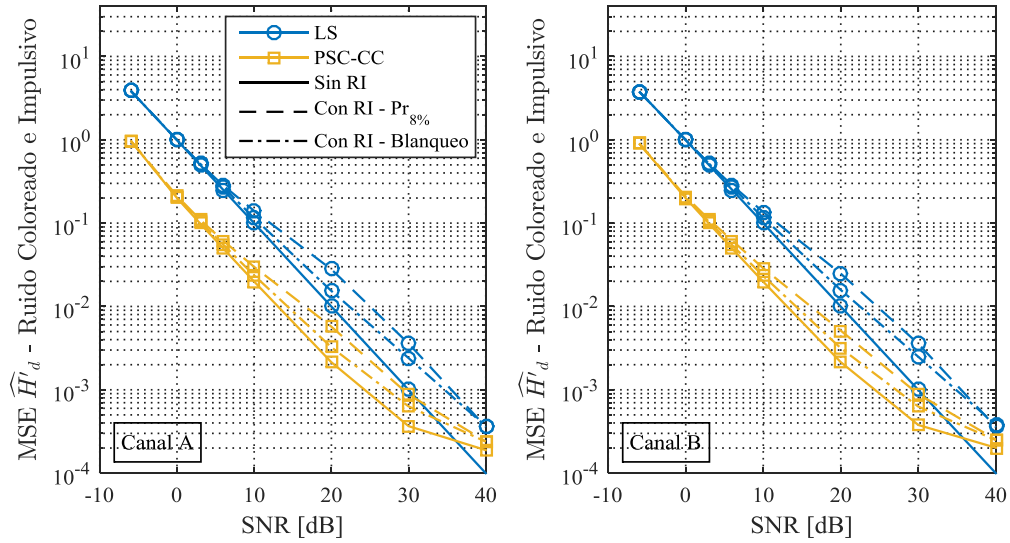 MSE Ĥ'_d - Ruido Coloreado e Impulsivo
10^1
10^0
10^-1
10^-2
10^-3
10^-4
LS
PSC-CC
Sin RI
Con RI - Pr_8%
Con RI - Blanqueo
Canal A
-10 0 10 20 30 40
SNR [dB]
MSE Ĥ'_d - Ruido Coloreado e Impulsivo
10^1
10^0
10^-1
10^-2
10^-3
10^-4
Canal B
-10 0 10 20 30 40
SNR [dB]